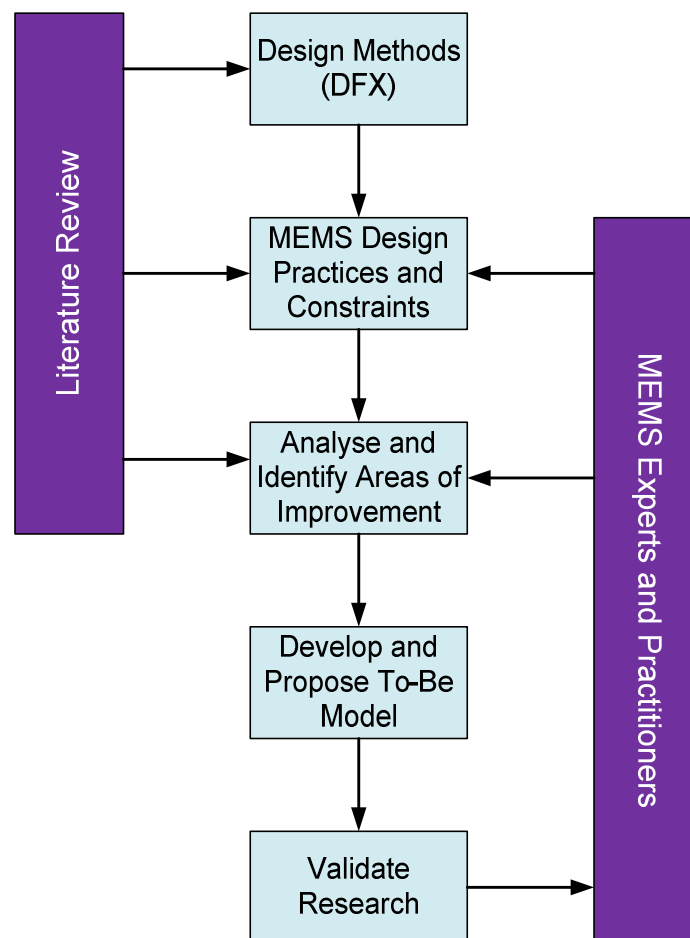 Literature Review
Design Methods
(DFX)
MEMS Design
Practices and
Constraints
Analyse and
Identify Areas of
Improvement
Develop and
Propose To-Be
Model
Validate
Research
MEMS Experts and Practitioners